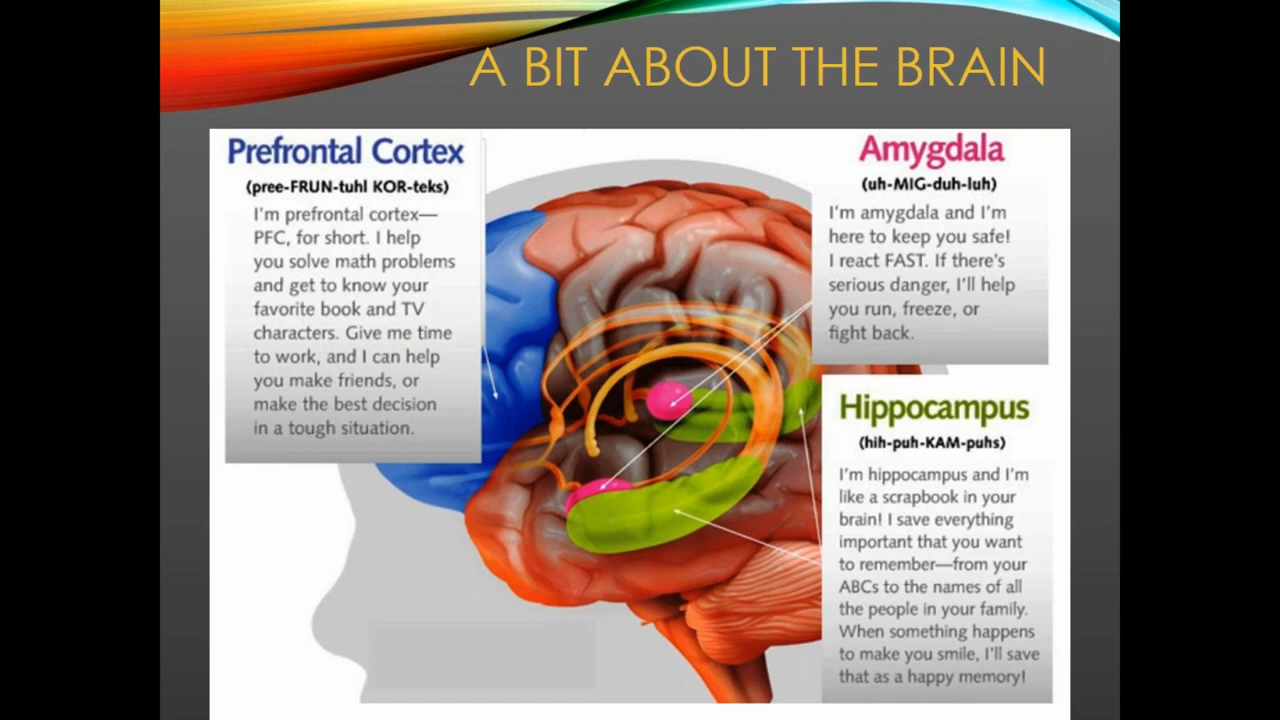 A BIT ABOUT THE BRAIN
Prefrontal Cortex
(pree-FRUN-tuhl KOR-teks)
I'm prefrontal cortex—
PFC, for short. I help
you solve math problems
and get to know your
favorite book and TV
characters. Give me time
to work, and I can help
you make friends, or
make the best decision
in a tough situation.
Amygdala
(uh-MIG-duh-luh)
I'm amygdala and I'm
here to keep you safe!
I react FAST. If there's
serious danger, I'll help
you run, freeze, or
fight back.
Hippocampus
(hih-puh-KAM-puhs)
I'm hippocampus and I'm
like a scrapbook in your
brain! I save everything
important that you want
to remember—from your
ABCs to the names of all
the people in your family.
When something happens
to make you smile, I'll save
that as a happy memory!